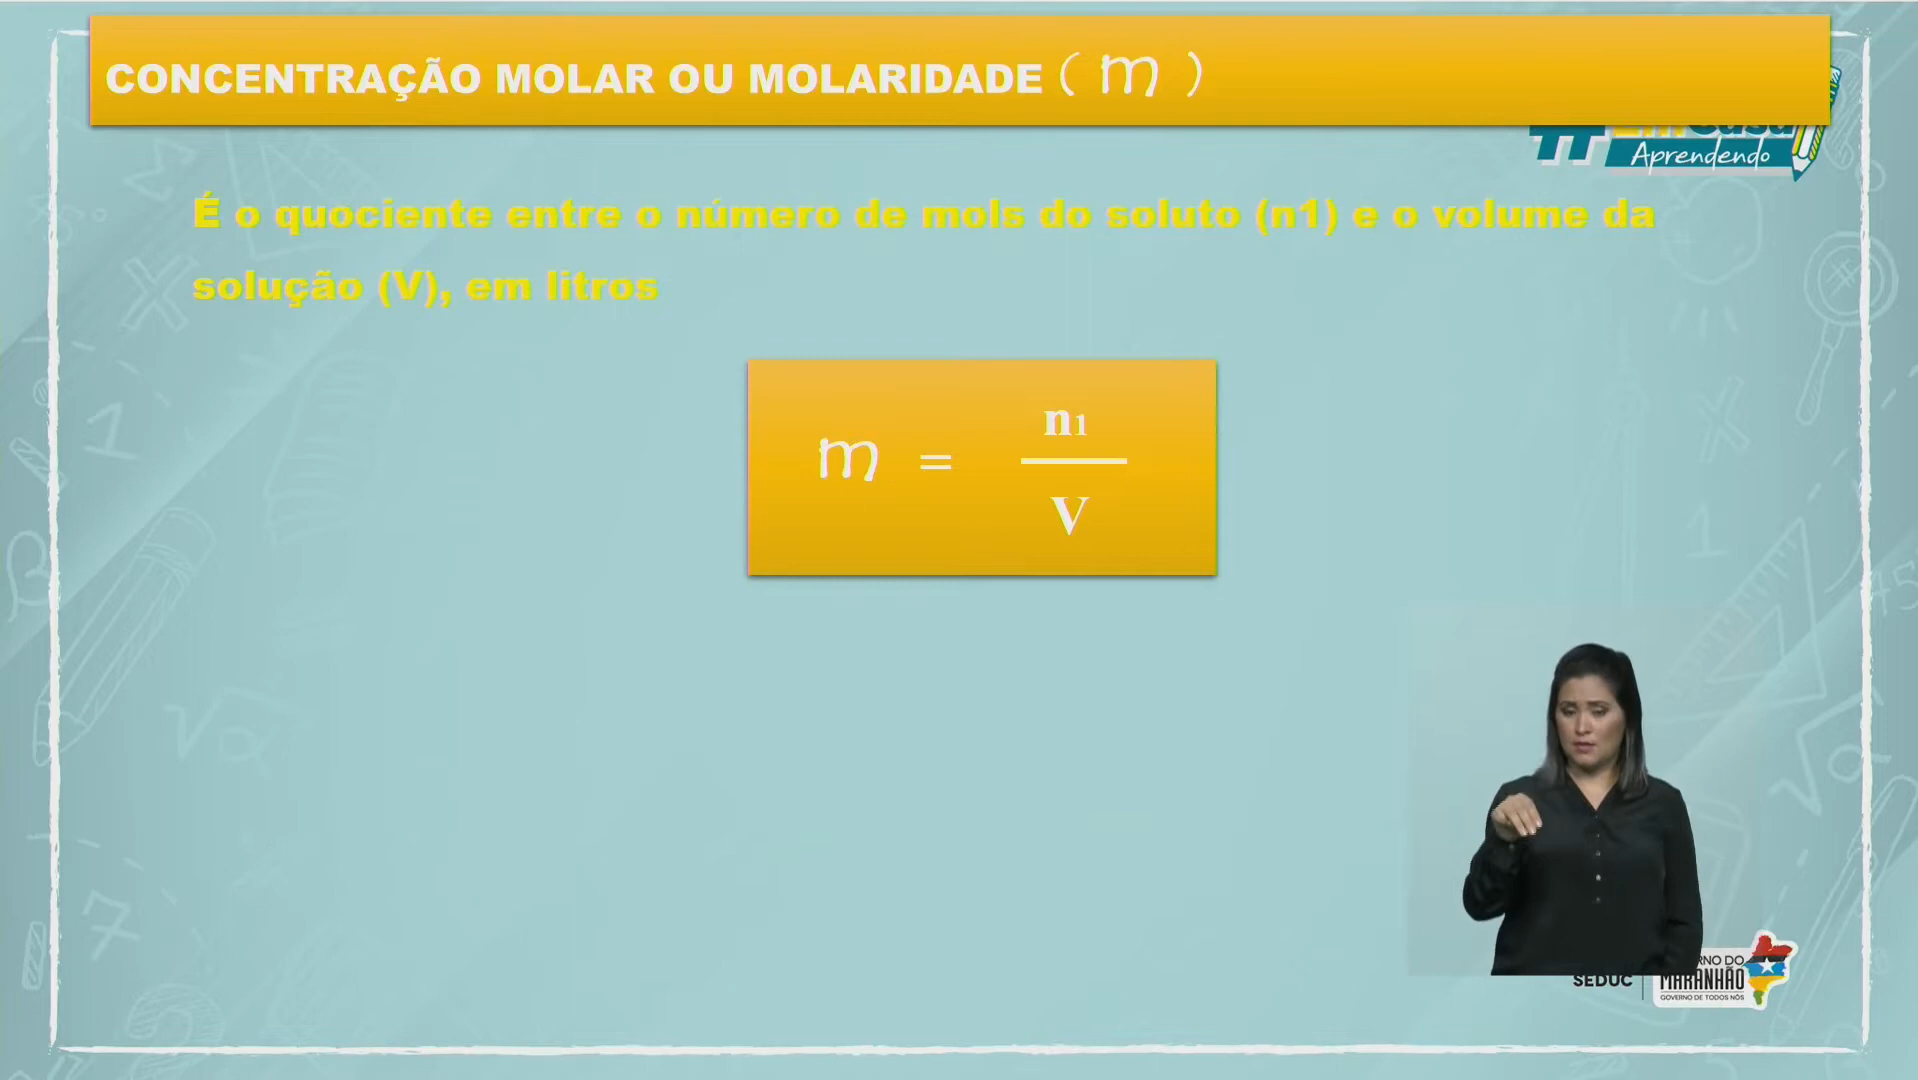 CONCENTRAÇÃO MOLAR OU MOLARIDADE ( m )
Aprendendo
É o quociente entre o número de mols do soluto (n1) e o volume da
solução (V), em litros
n1
m =
V
SEDUC
MARANHÃO
GOVERNO DE TODOS NÓS